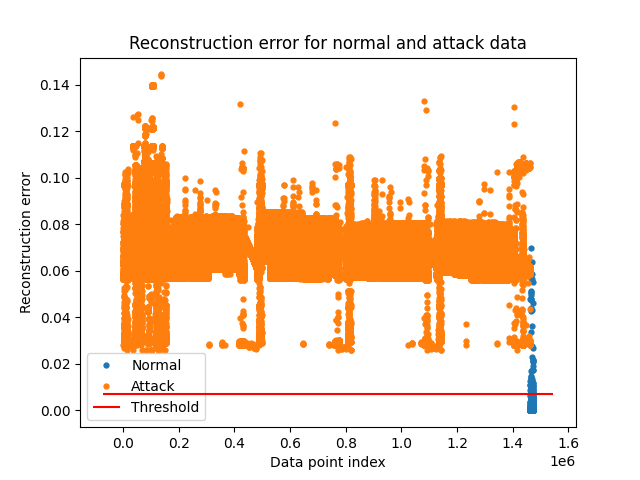 Reconstruction error for normal and attack data
Reconstruction error
0.14
0.12
0.10
0.08
0.06
0.04
0.02
0.00
Normal
Attack
Threshold
0.0 0.2 0.4 0.6 0.8 1.0 1.2 1.4 1.6
1e6
Data point index